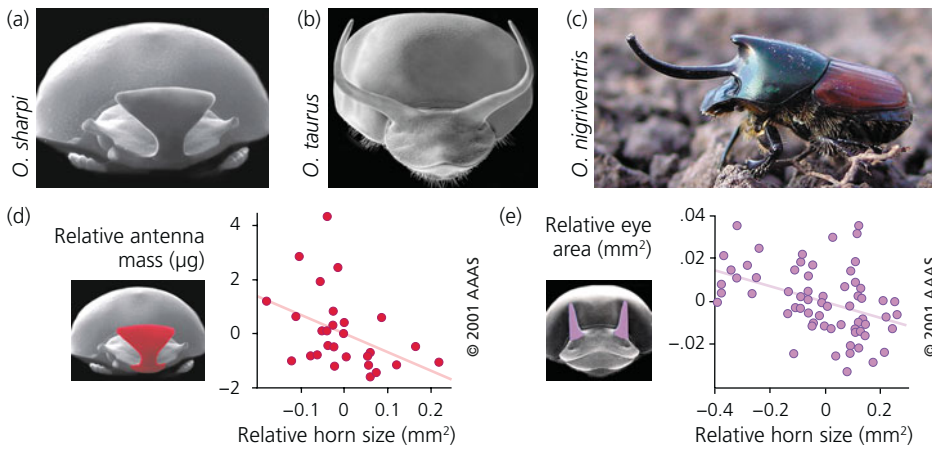 (a)
O. sharpi
(b)
O. taurus
(c)
O. nigriventris
(d)
Relative antenna
mass (µg)
4
2
0
−2
−0.1
0
0.1
0.2
Relative horn size (mm²)
© 2001 AAAS
(e)
Relative eye
area (mm²)
.04
.02
0
−.02
−0.4
−0.2
0
0.2
Relative horn size (mm²)
© 2001 AAAS